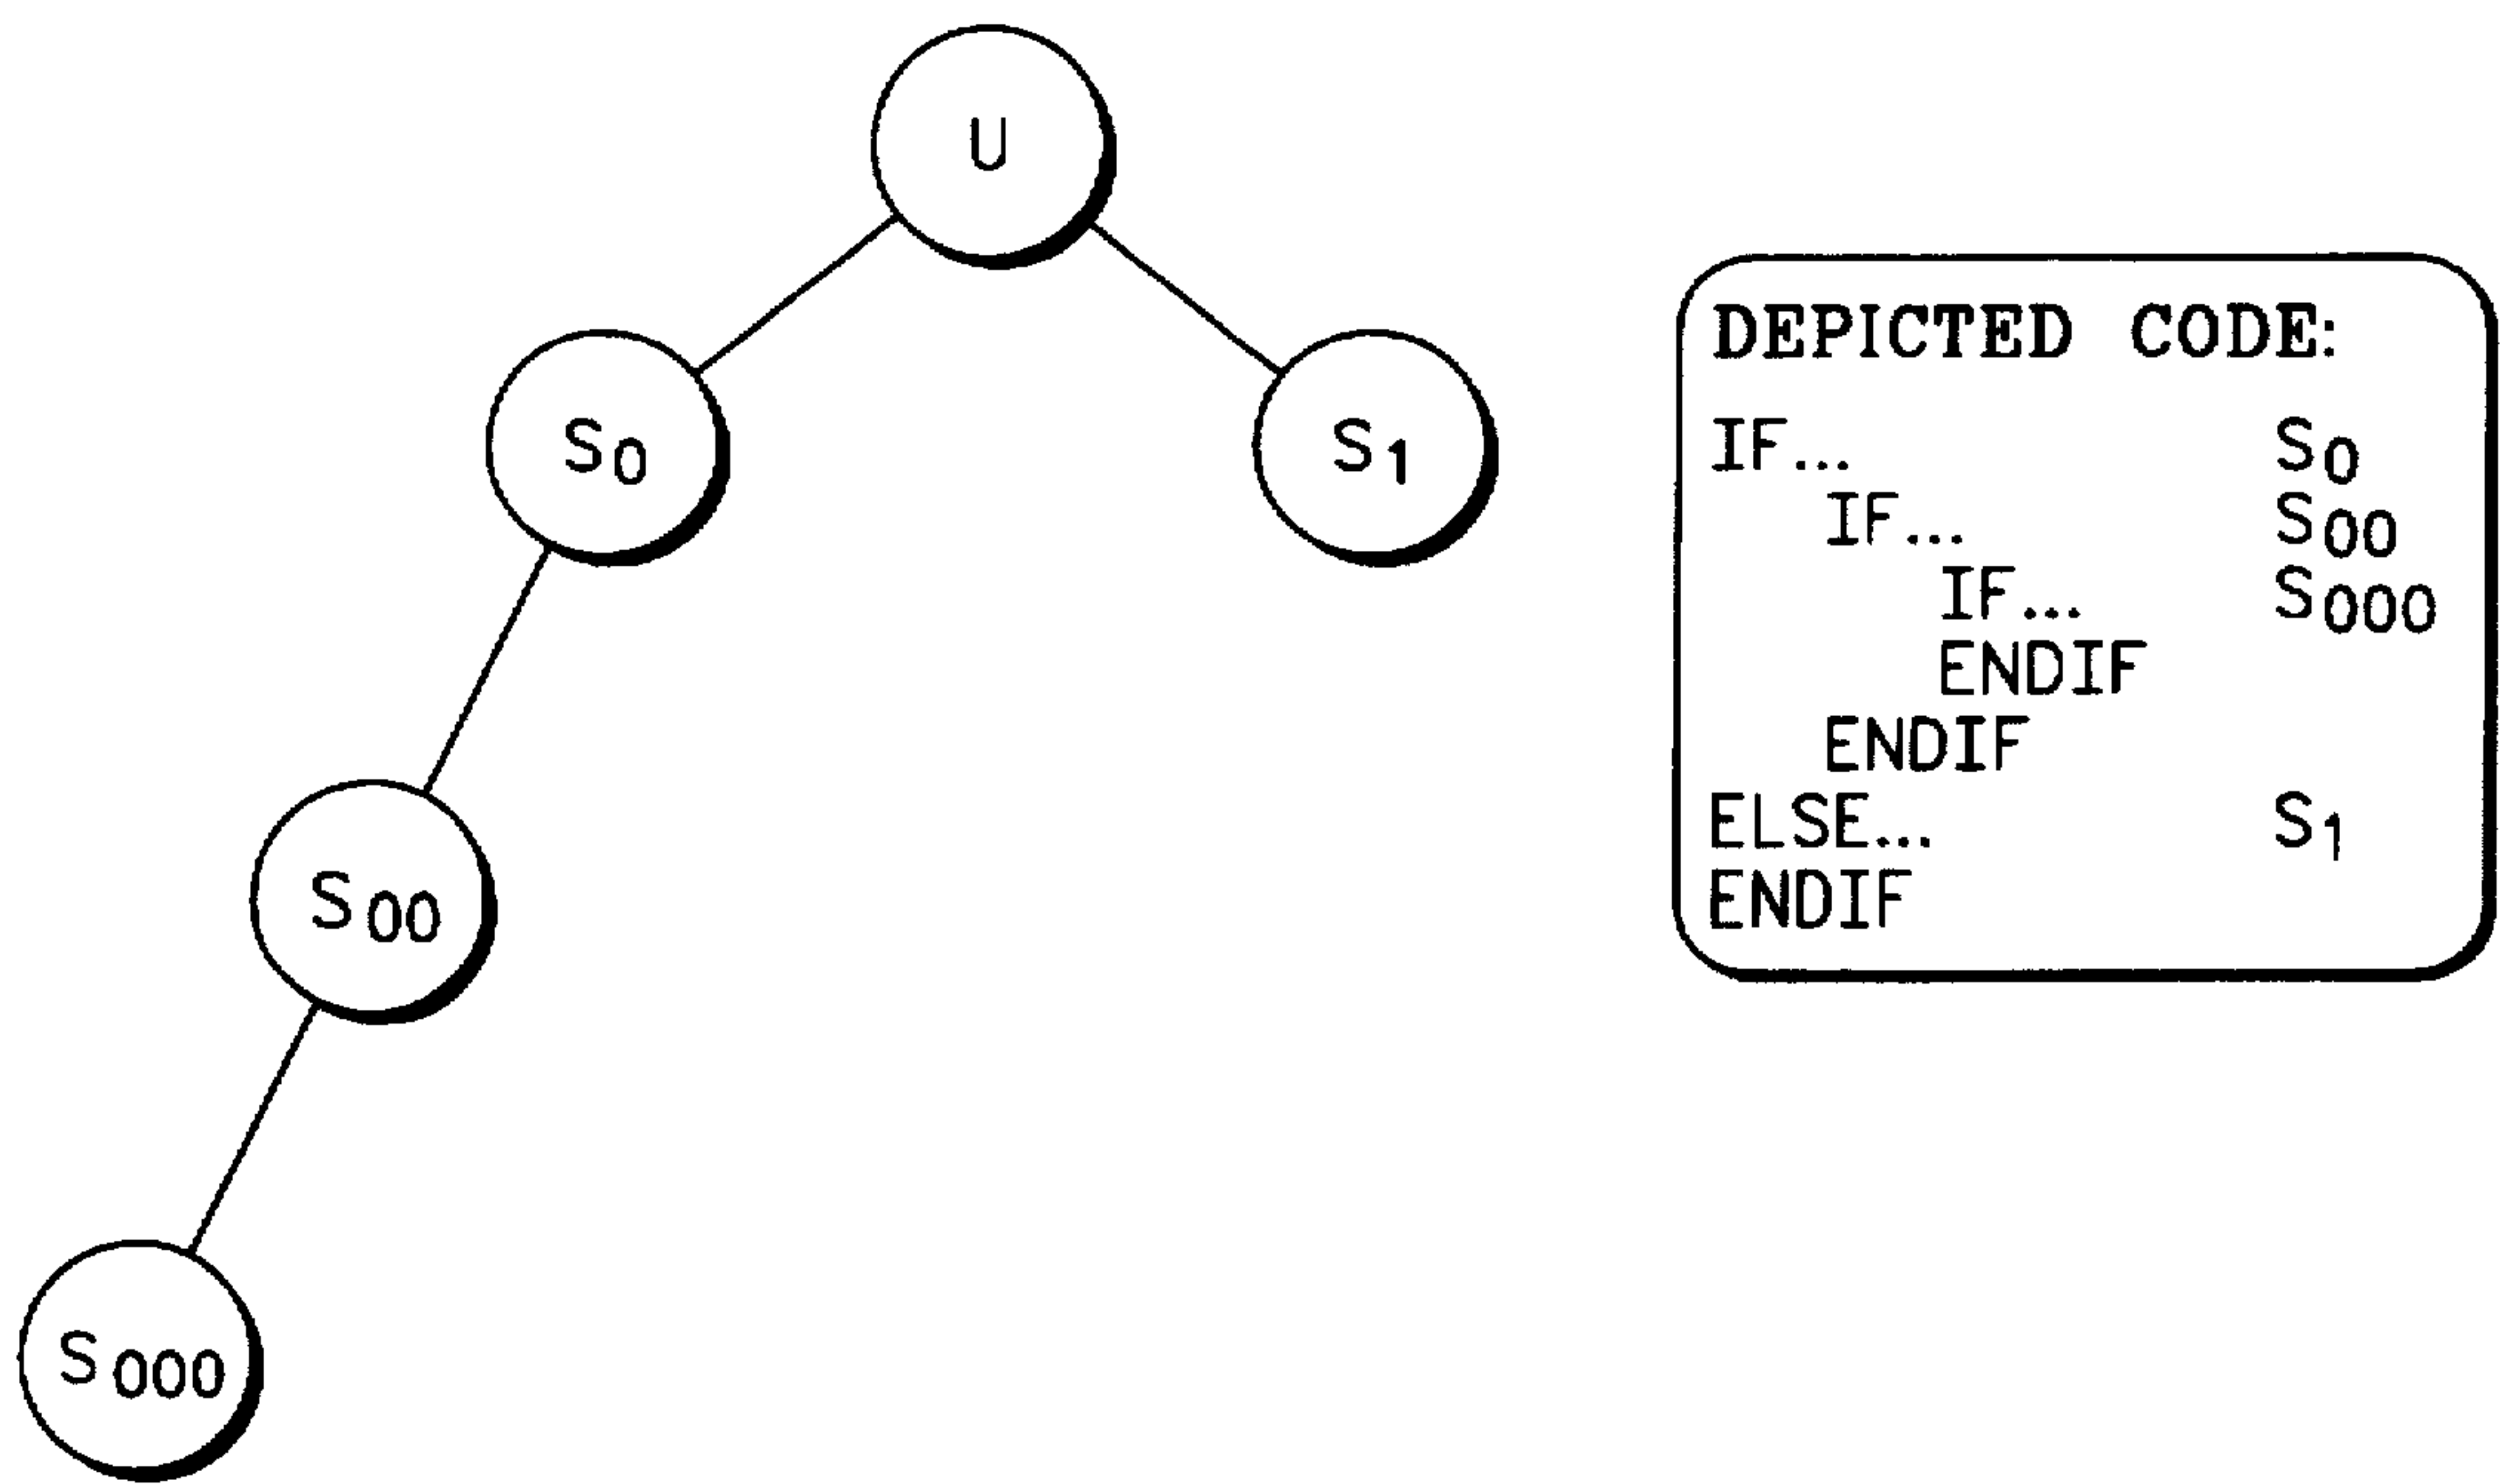 U
S₀
S₁
S₀₀
S₀₀₀
DEPICTED CODE:
IF... S₀
IF... S₀₀
IF... S₀₀₀
ENDIF
ENDIF
ELSE... S₁
ENDIF